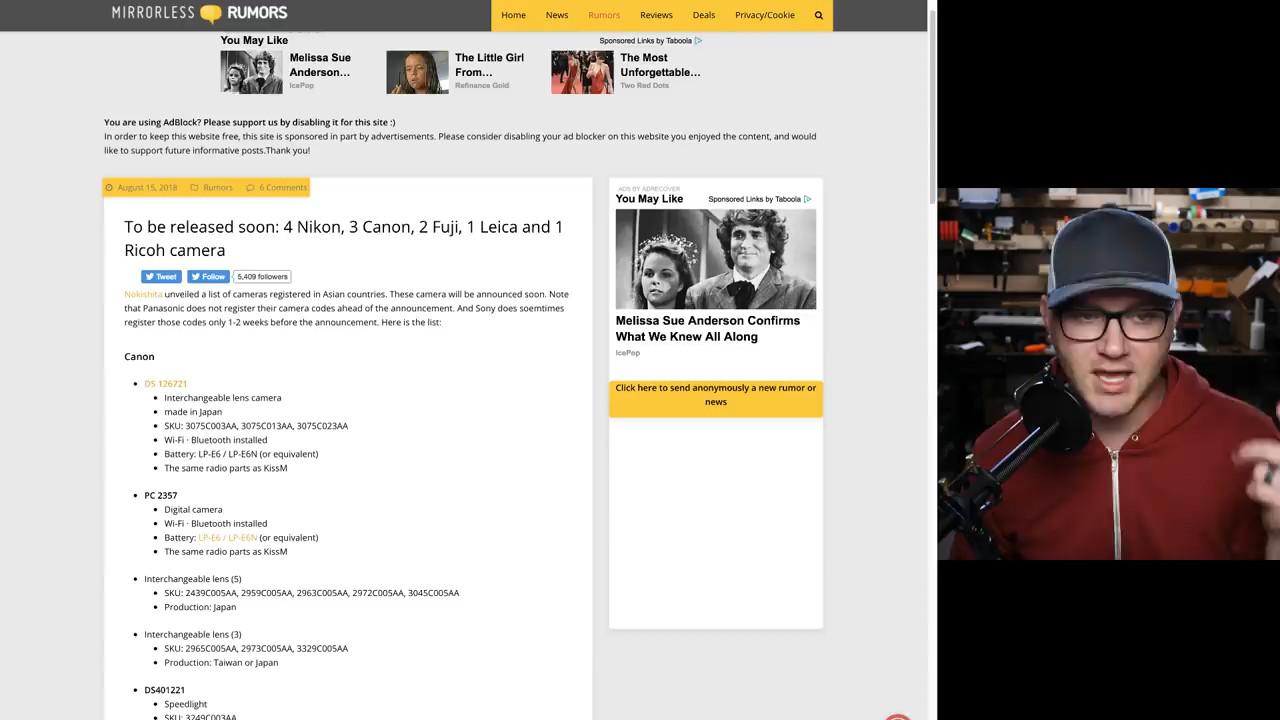 MIRRORLESS RUMORS
Home News Rumors Reviews Deals Privacy/Cookie
You May Like
Sponsored Links by Taboola
Melissa Sue
Anderson...
IcePop
The Little Girl
From...
Refinance Gold
The Most
Unforgettable...
Two Red Dots
You are using AdBlock? Please support us by disabling it for this site :)
In order to keep this website free, this site is sponsored in part by advertisements. Please consider disabling your ad blocker on this website you enjoyed the content, and would
like to support future informative posts.Thank you!
August 15, 2018 Rumors 6 Comments
To be released soon: 4 Nikon, 3 Canon, 2 Fuji, 1 Leica and 1
Ricoh camera
Tweet Follow 5,409 followers
Nokishita unveiled a list of cameras registered in Asian countries. These camera will be announced soon. Note
that Panasonic does not register their camera codes ahead of the announcement. And Sony does soemtimes
register those codes only 1-2 weeks before the announcement. Here is the list:
Canon
DS 126721
Interchangeable lens camera
made in Japan
SKU: 3075C003AA, 3075C013AA, 3075C023AA
Wi-Fi · Bluetooth installed
Battery: LP-E6 / LP-E6N (or equivalent)
The same radio parts as KissM
PC 2357
Digital camera
Wi-Fi · Bluetooth installed
Battery: LP-E6 / LP-E6N (or equivalent)
The same radio parts as KissM
Interchangeable lens (5)
SKU: 2439C005AA, 2959C005AA, 2963C005AA, 2972C005AA, 3045C005AA
Production: Japan
Interchangeable lens (3)
SKU: 2965C005AA, 2973C005AA, 3329C005AA
Production: Taiwan or Japan
DS401221
Speedlight
SKU: 3249C003AA
ADS BY ADRECOVER
You May Like
Sponsored Links by Taboola
Melissa Sue Anderson Confirms
What We Knew All Along
IcePop
Click here to send anonymously a new rumor or
news